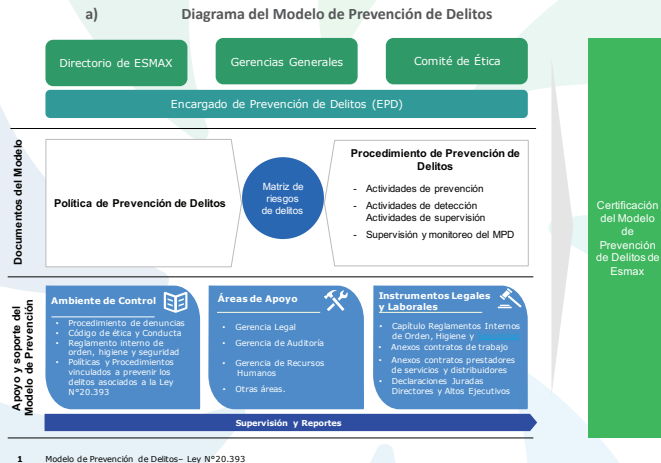 a) Diagrama del Modelo de Prevención de Delitos
Directorio de ESMAX
Gerencias Generales
Comité de Ética
Encargado de Prevención de Delitos (EPD)
Documentos del Modelo
Política de Prevención de Delitos
Matriz de
riesgos
de delitos
Procedimiento de Prevención de
Delitos
- Actividades de prevención
- Actividades de detección
Actividades de supervisión
- Supervisión y monitoreo del MPD
Apoyo y soporte del
Modelo de Prevención
Ambiente de Control
• Procedimiento de denuncias
• Código de ética y Conducta
• Reglamento interno de
orden, higiene y seguridad
• Políticas y Procedimientos
vinculados a prevenir los
delitos asociados a la Ley
N°20.393
Áreas de Apoyo
• Gerencia Legal
• Gerencia de Auditoría
• Gerencia de Recursos
Humanos
• Otras áreas.
Instrumentos Legales
y Laborales
• Capítulo Reglamentos Internos
de Orden, Higiene y
• Anexos contratos de trabajo
• Anexos contratos prestadores
de servicios y distribuidores
• Declaraciones Juradas
Directores y Altos Ejecutivos
Supervisión y Reportes
Certificación
del Modelo
de
Prevención
de Delitos de
Esmax
1 Modelo de Prevención de Delitos– Ley N°20.393